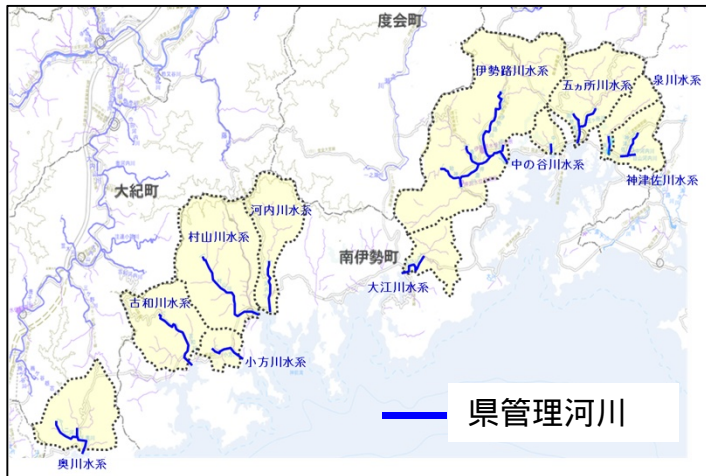 度会町
伊勢路川水系
五ヵ所川水系
泉川水系
中の谷川水系
神津佐川水系
大紀町
河内川水系
村山川水系
南伊勢町
大江川水系
古和川水系
小方川水系
奥川水系
県管理河川